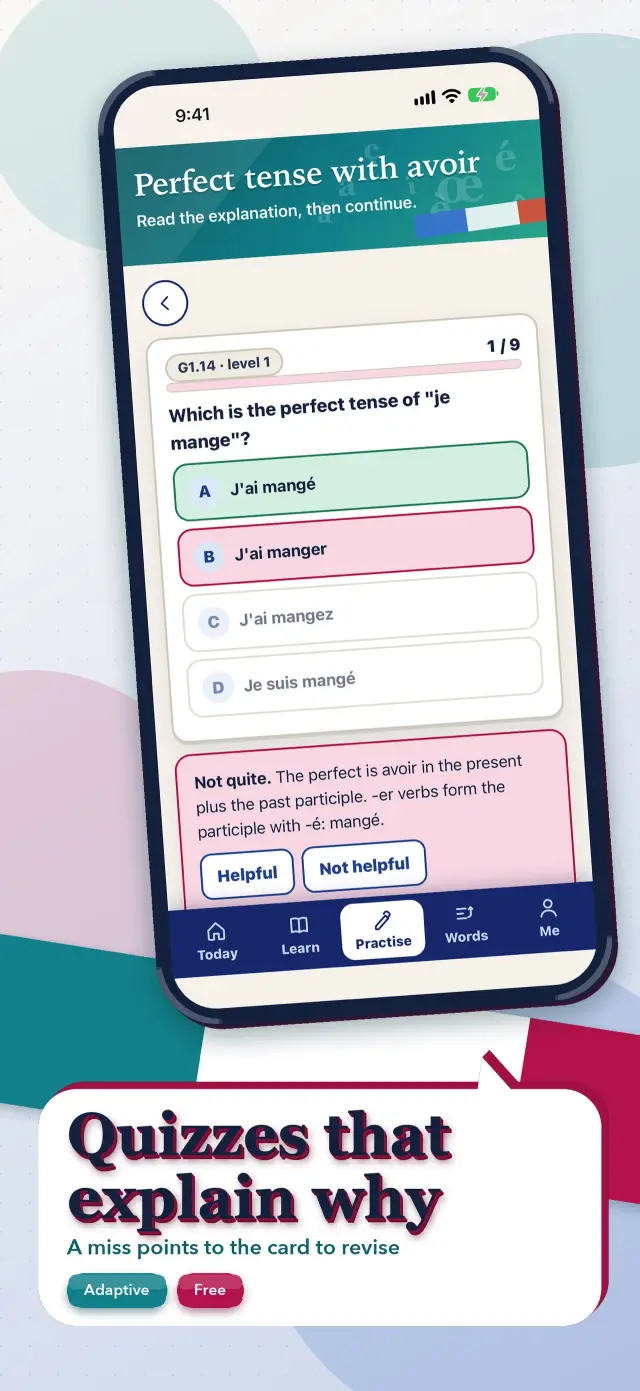 9:41
Perfect tense with avoir
Read the explanation, then continue.
G1.14 · level 1
1 / 9
Which is the perfect tense of "je
mange"?
A J'ai mangé
B J'ai manger
C J'ai mangez
D Je suis mangé
Not quite. The perfect is avoir in the present
plus the past participle. -er verbs form the
participle with -é: mangé.
Helpful
Not helpful
Today
Learn
Practise
Words
Me
Quizzes that
explain why
A miss points to the card to revise
Adaptive
Free